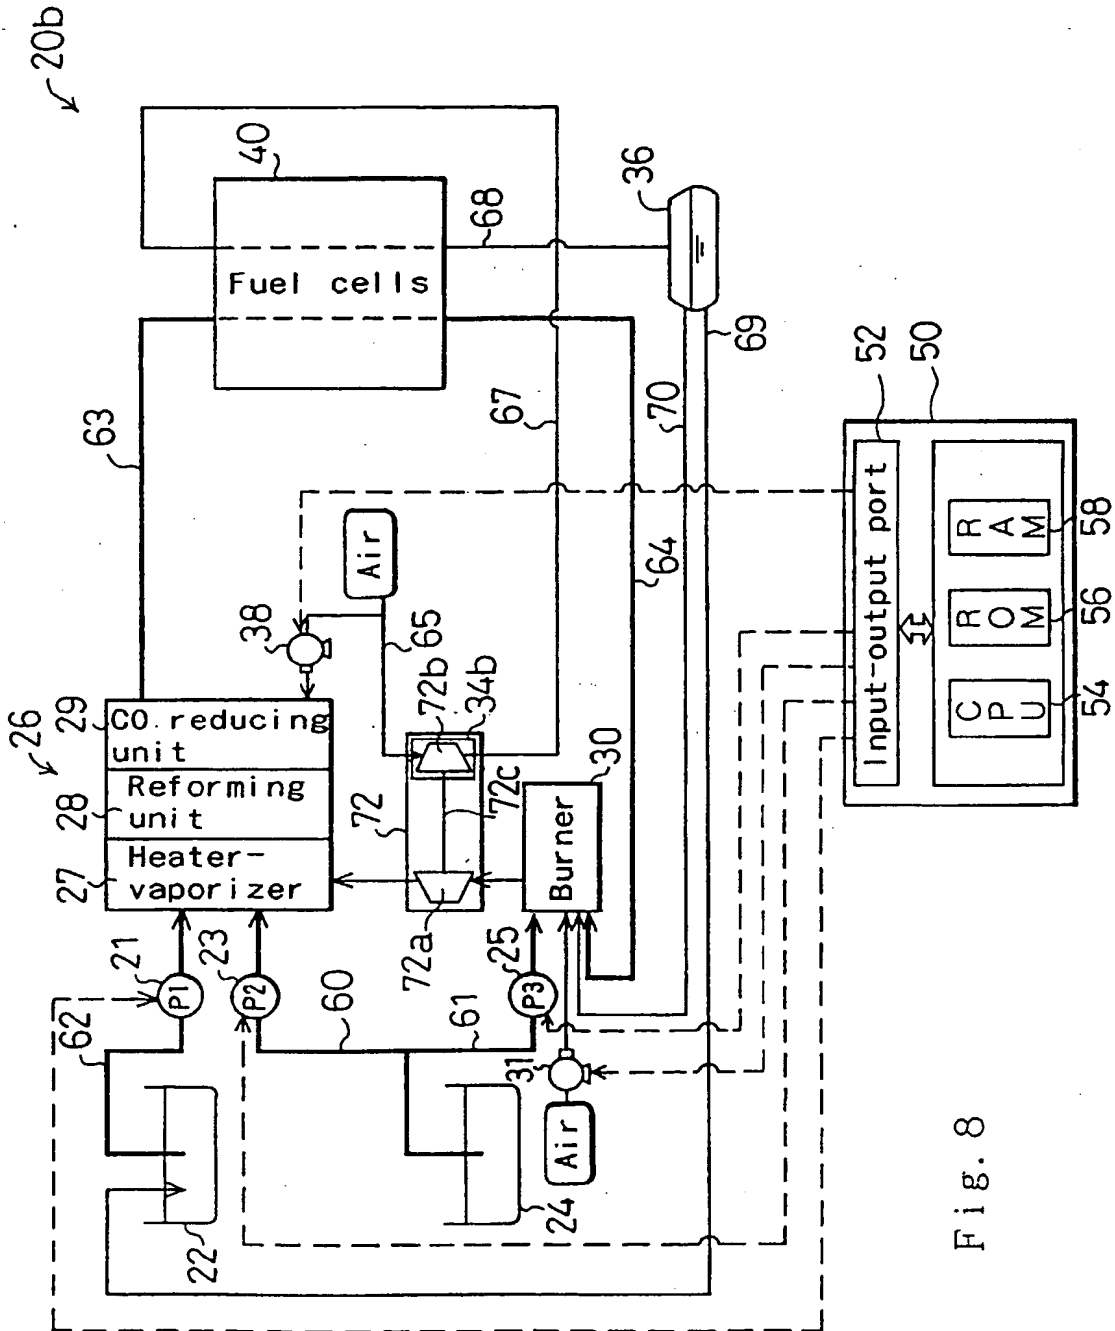 20b
26
29
CO reducing
unit
28
Reforming
unit
27
Heater-
vaporizer
63
40
Fuel cells
68
36
38
Air
65
67
64
70
69
72
72b
34b
72c
72a
30
Burner
21
P1
23
P2
25
P3
62
60
61
31
Air
22
24
52
50
Input-output port
CPU
54
ROM
56
RAM
58
Fig. 8